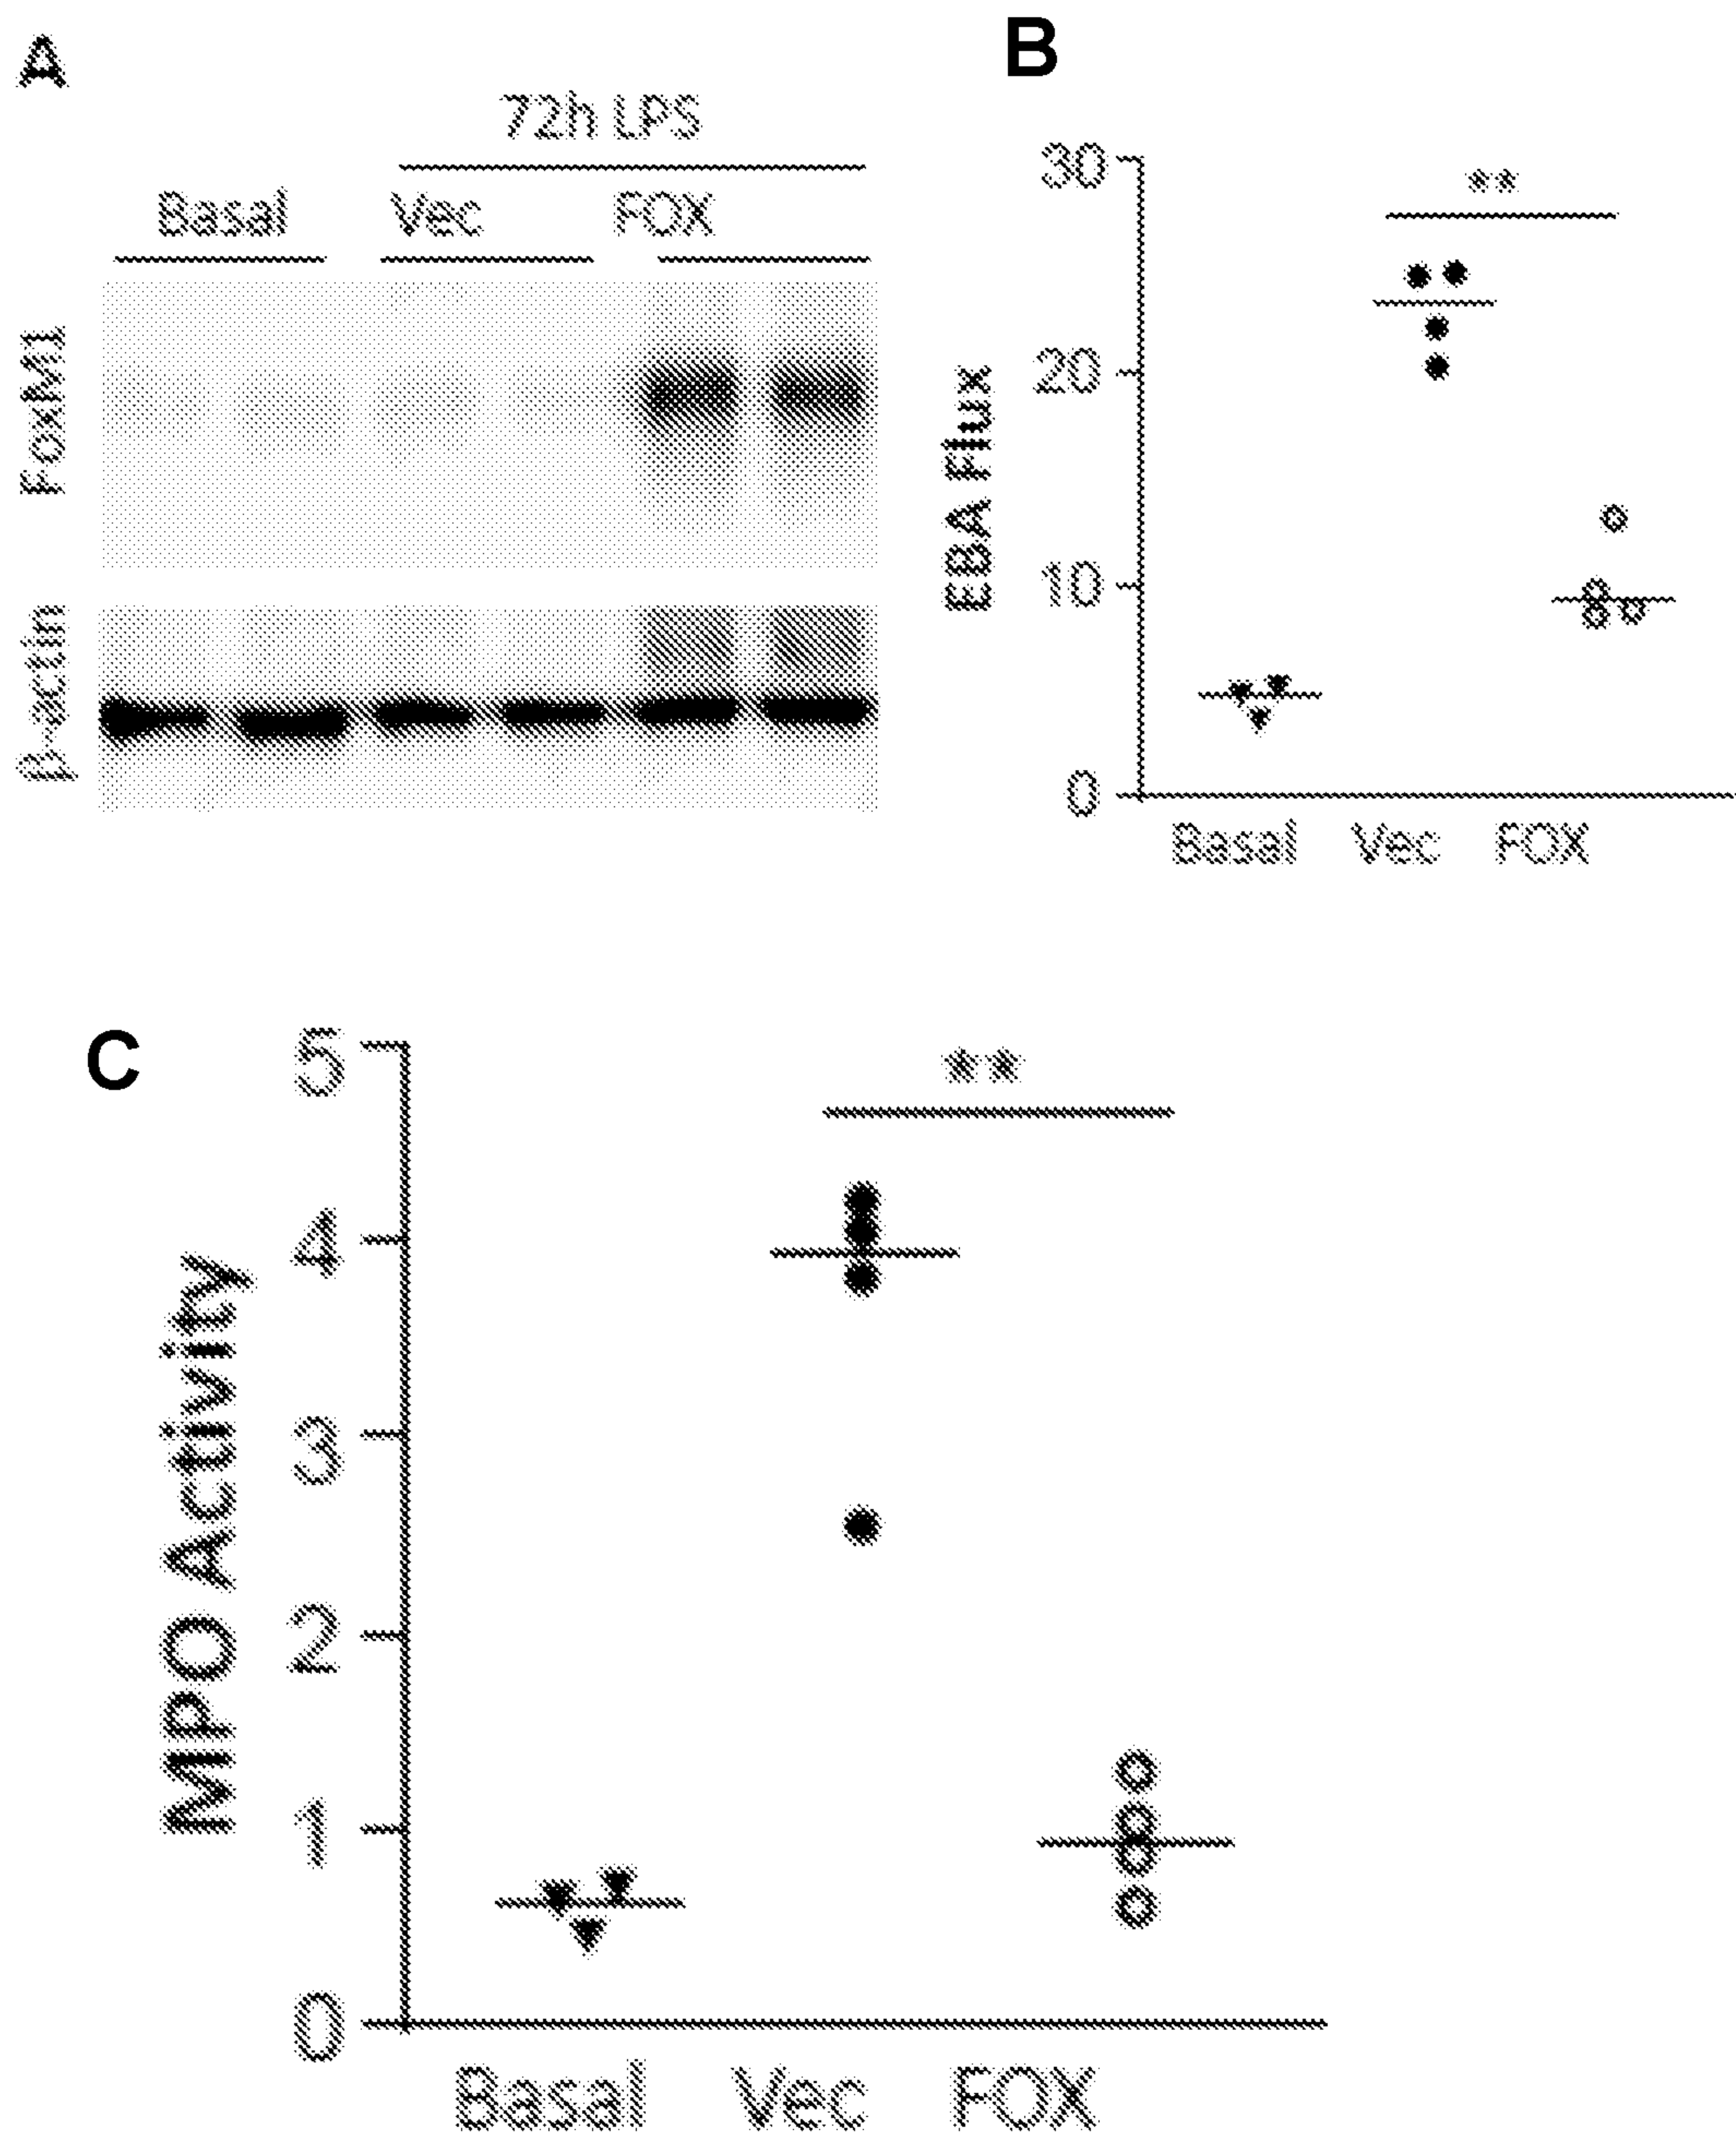 A
72h LPS
Basal Vec FOX
FoxM1
β-actin
B
**
30
20
10
0
EBA Flux
Basal Vec FOX
C
**
5
4
3
2
1
0
MPO Activity
Basal Vec FOX